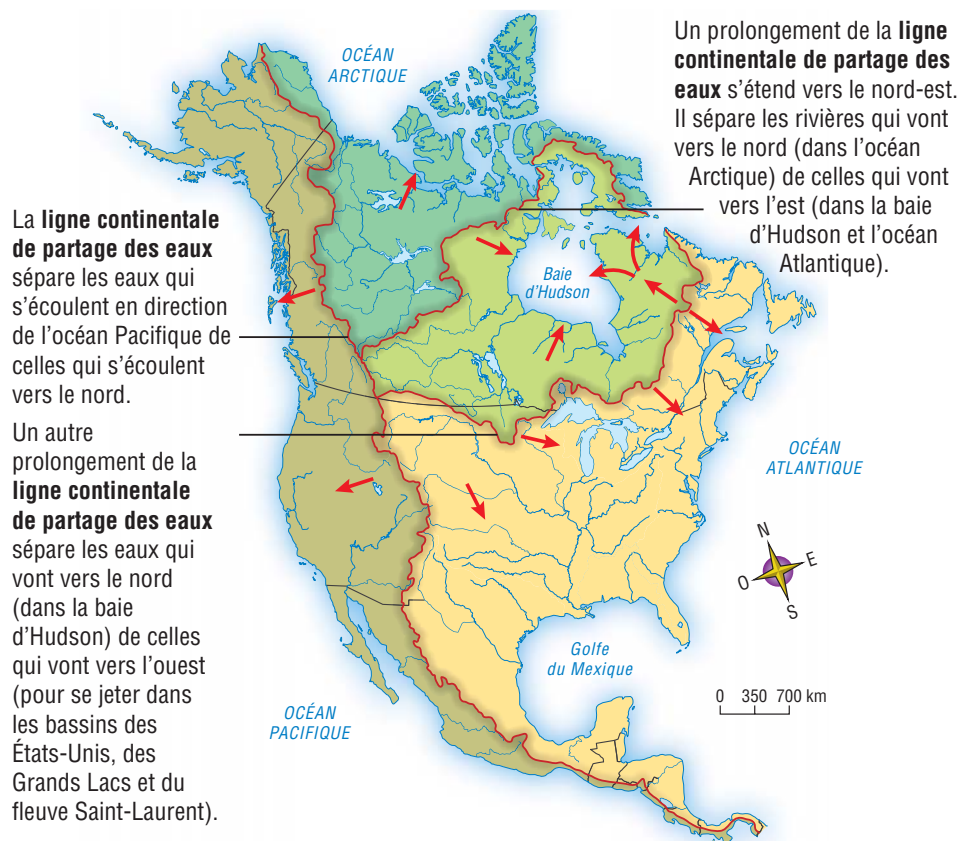 Un prolongement de la ligne
continentale de partage des
eaux s'étend vers le nord-est.
Il sépare les rivières qui vont
vers le nord (dans l'océan
Arctique) de celles qui vont
vers l'est (dans la baie
d'Hudson et l'océan
Atlantique).
La ligne continentale
de partage des eaux
sépare les eaux qui
s'écoulent en direction
de l'océan Pacifique de
celles qui s'écoulent
vers le nord.
Un autre
prolongement de la
ligne continentale
de partage des eaux
sépare les eaux qui
vont vers le nord
(dans la baie
d'Hudson) de celles
qui vont vers l'ouest
(pour se jeter dans
les bassins des
États-Unis, des
Grands Lacs et du
fleuve Saint-Laurent).
OCÉAN
ARCTIQUE
Baie
d'Hudson
OCÉAN
ATLANTIQUE
N
E
O
S
Golfe
du Mexique
0 350 700 km
OCÉAN
PACIFIQUE